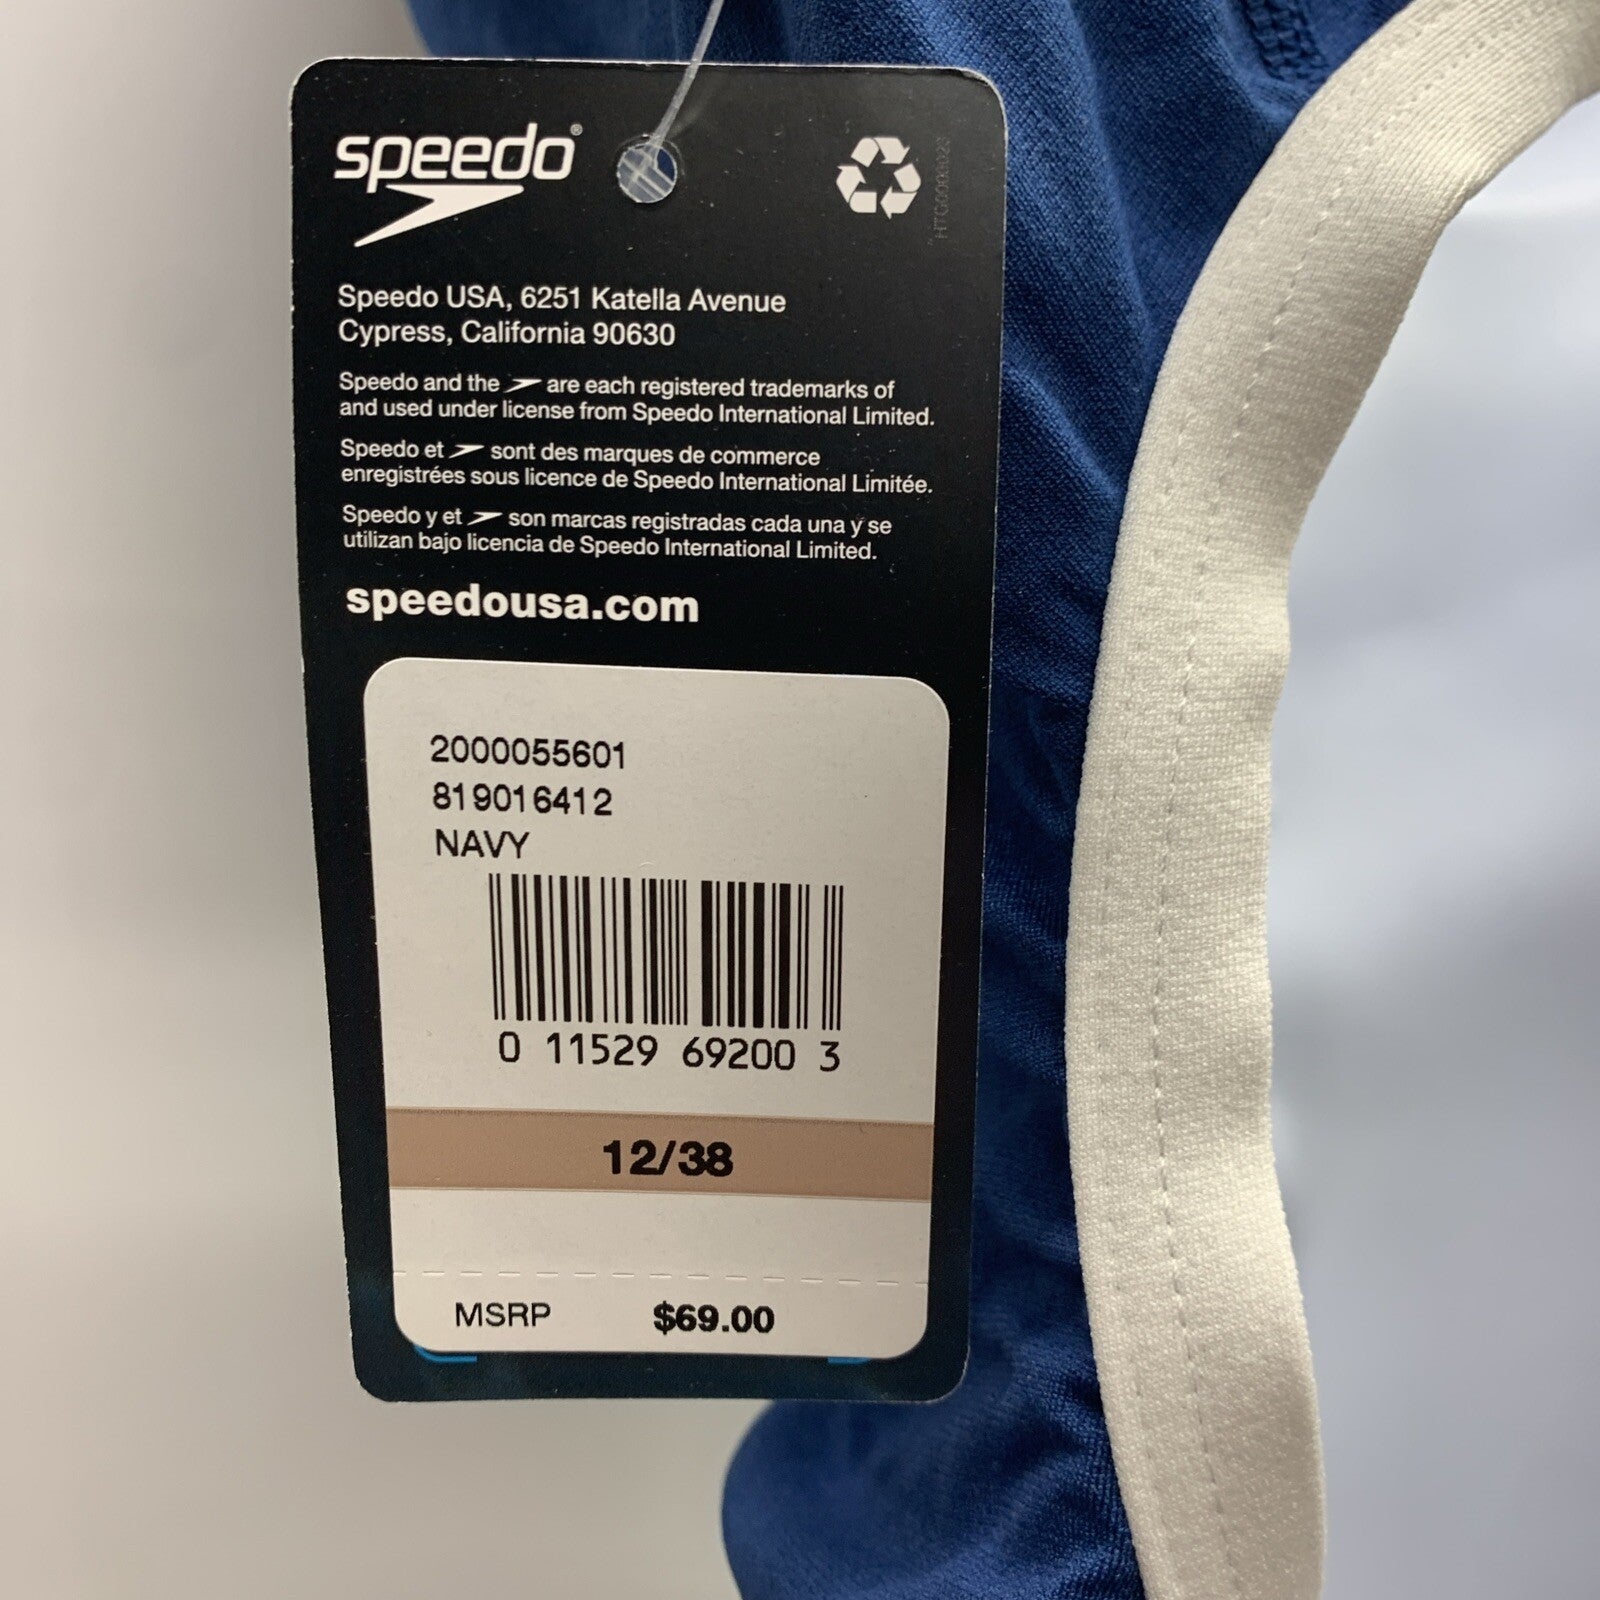 speedo®
HTG0000023
Speedo USA, 6251 Katella Avenue
Cypress, California 90630
Speedo and the are each registered trademarks of
and used under license from Speedo International Limited.
Speedo et sont des marques de commerce
enregistrées sous licence de Speedo International Limitée.
Speedo y et son marcas registradas cada una y se
utilizan bajo licencia de Speedo International Limited.
speedousa.com
2000055601
819016412
NAVY
0 11529 69200 3
12/38
MSRP $69.00